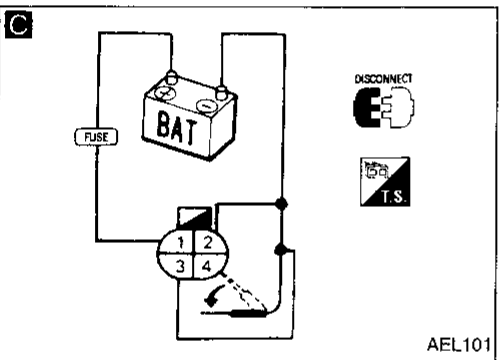 C
DISCONNECT
BAT
FUSE
T.S.
1 2
3 4
AEL101